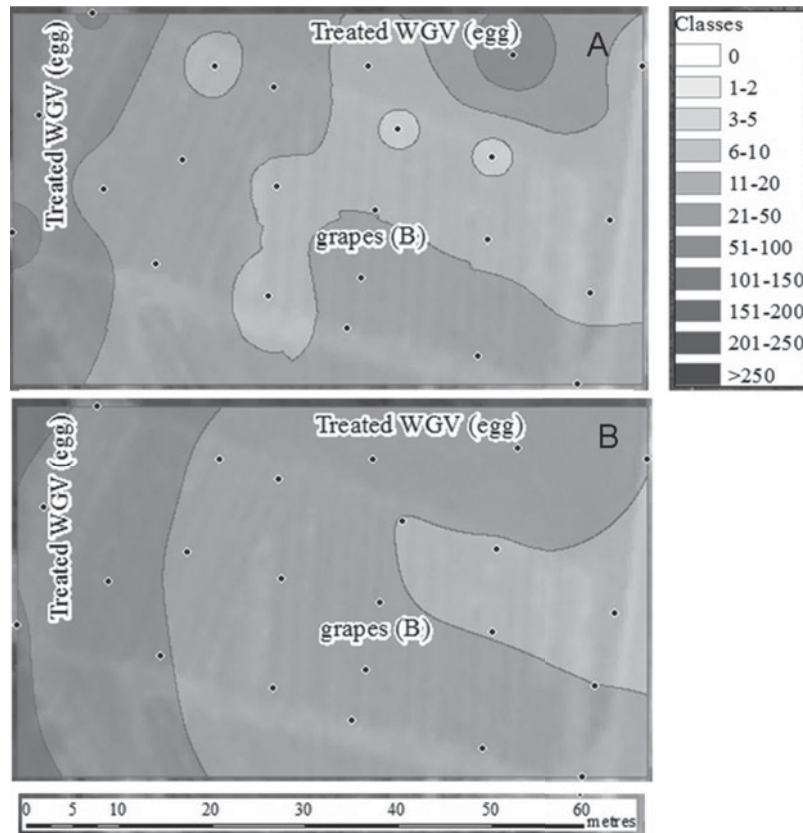 Treated WGV (egg)
A
Treated WGV (egg)
grapes (B)
Classes
0
1-2
3-5
6-10
11-20
21-50
51-100
101-150
151-200
201-250
>250
Treated WGV (egg)
B
Treated WGV (egg)
grapes (B)
0 5 10 20 30 40 50 60
metres